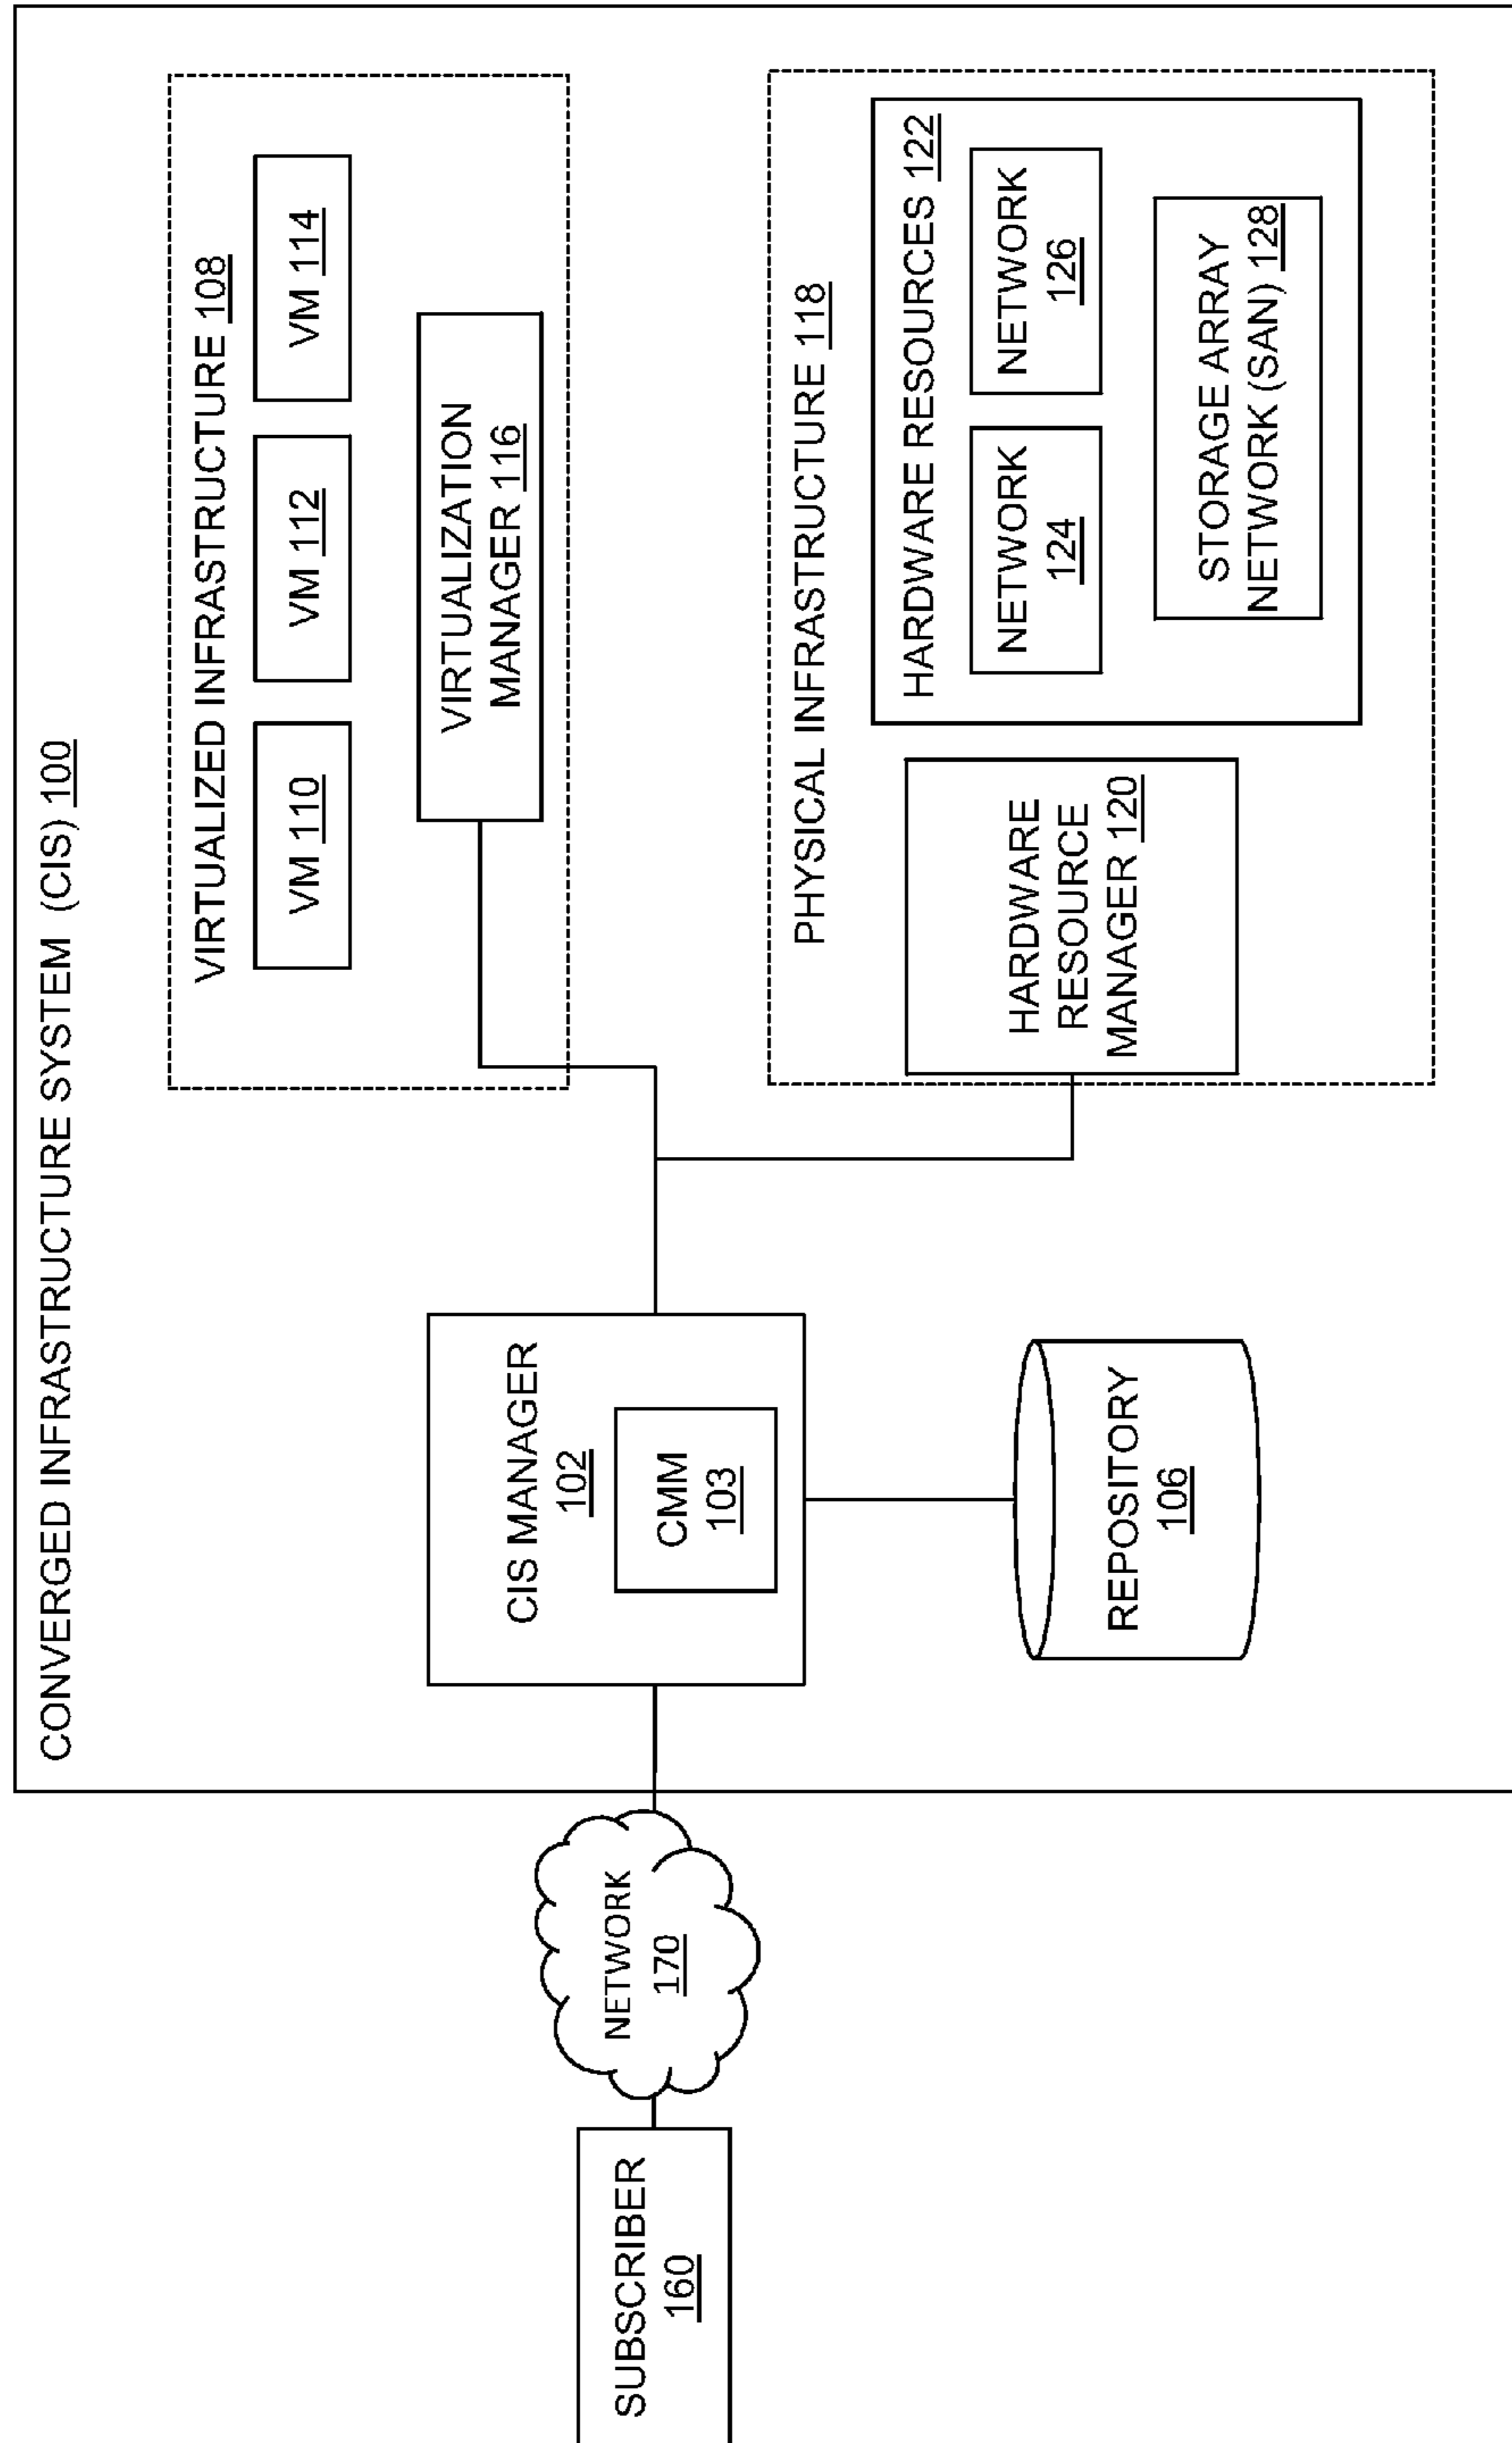 CONVERGED INFRASTRUCTURE SYSTEM (CIS) 100
SUBSCRIBER
160
NETWORK
170
CIS MANAGER
102
CMM
103
REPOSITORY
106
VIRTUALIZED INFRASTRUCTURE 108
VM 110
VM 112
VM 114
VIRTUALIZATION
MANAGER 116
PHYSICAL INFRASTRUCTURE 118
HARDWARE
RESOURCE
MANAGER 120
HARDWARE RESOURCES 122
NETWORK
124
NETWORK
126
STORAGE ARRAY
NETWORK (SAN) 128